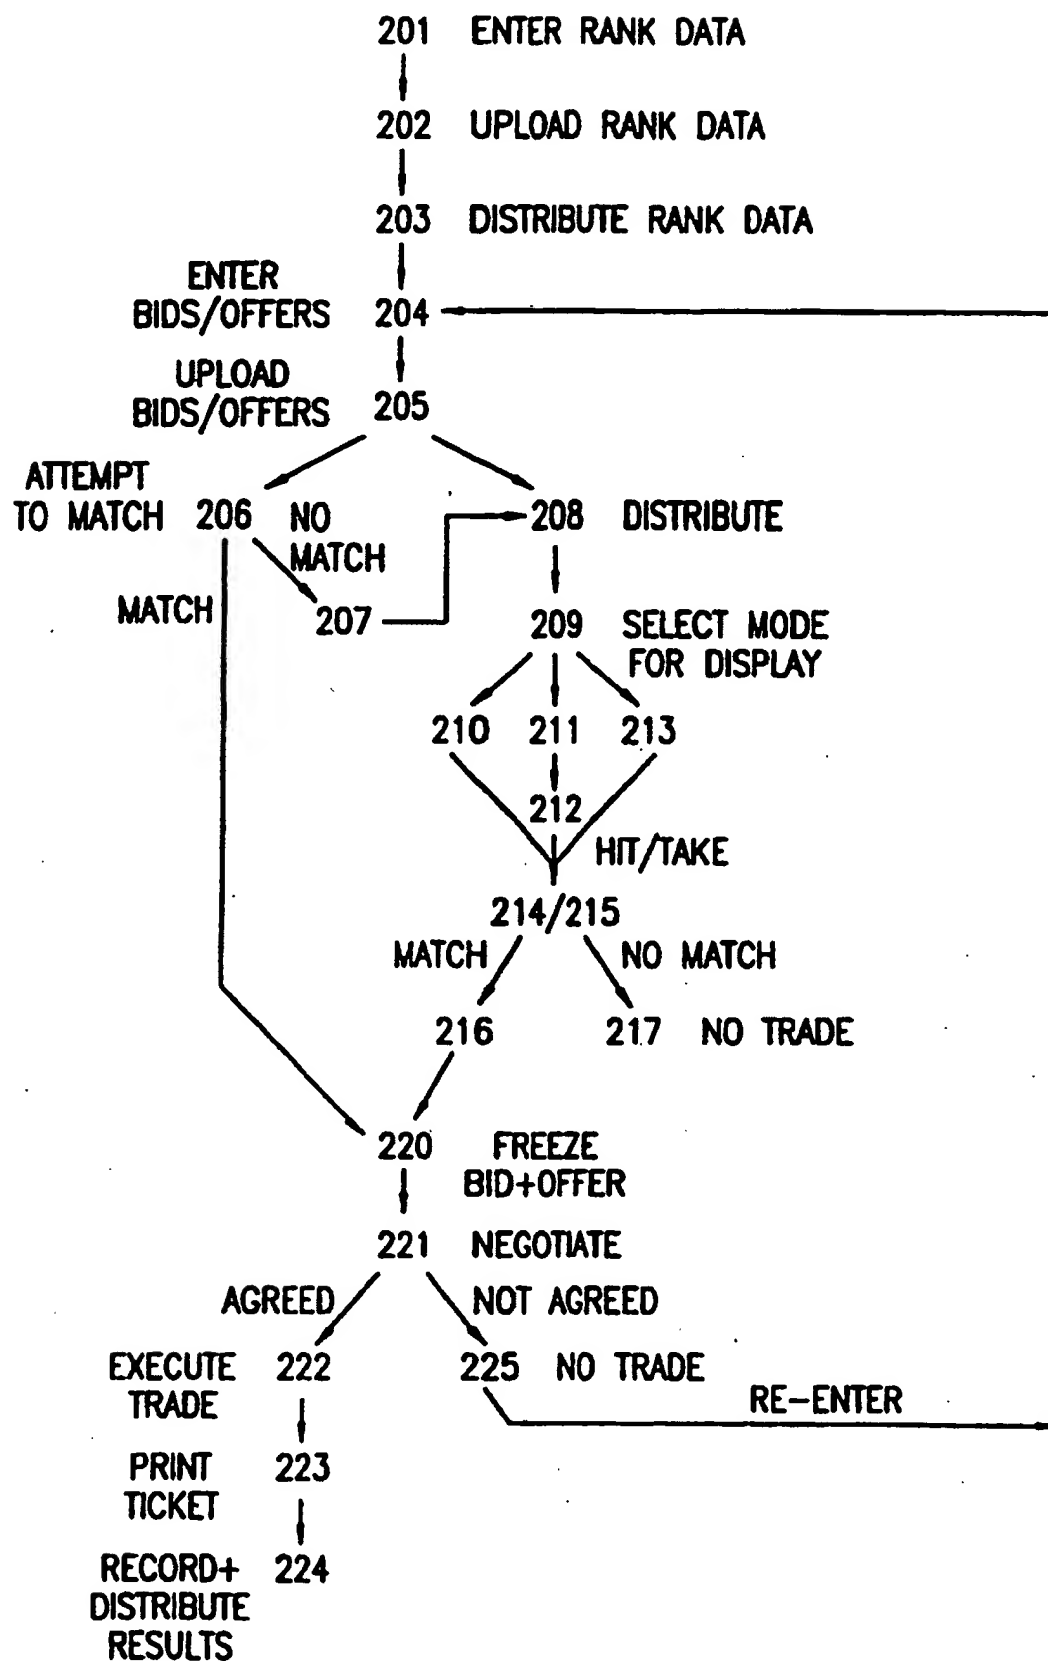 201 ENTER RANK DATA
202 UPLOAD RANK DATA
203 DISTRIBUTE RANK DATA
ENTER
BIDS/OFFERS 204
UPLOAD
BIDS/OFFERS 205
ATTEMPT
TO MATCH 206 NO
MATCH
208 DISTRIBUTE
MATCH
207
209 SELECT MODE
FOR DISPLAY
210 211 213
212
HIT/TAKE
214/215
MATCH NO MATCH
216 217 NO TRADE
220 FREEZE
BID+OFFER
221 NEGOTIATE
AGREED NOT AGREED
EXECUTE 222
TRADE
225 NO TRADE
RE-ENTER
PRINT 223
TICKET
RECORD+ 224
DISTRIBUTE
RESULTS